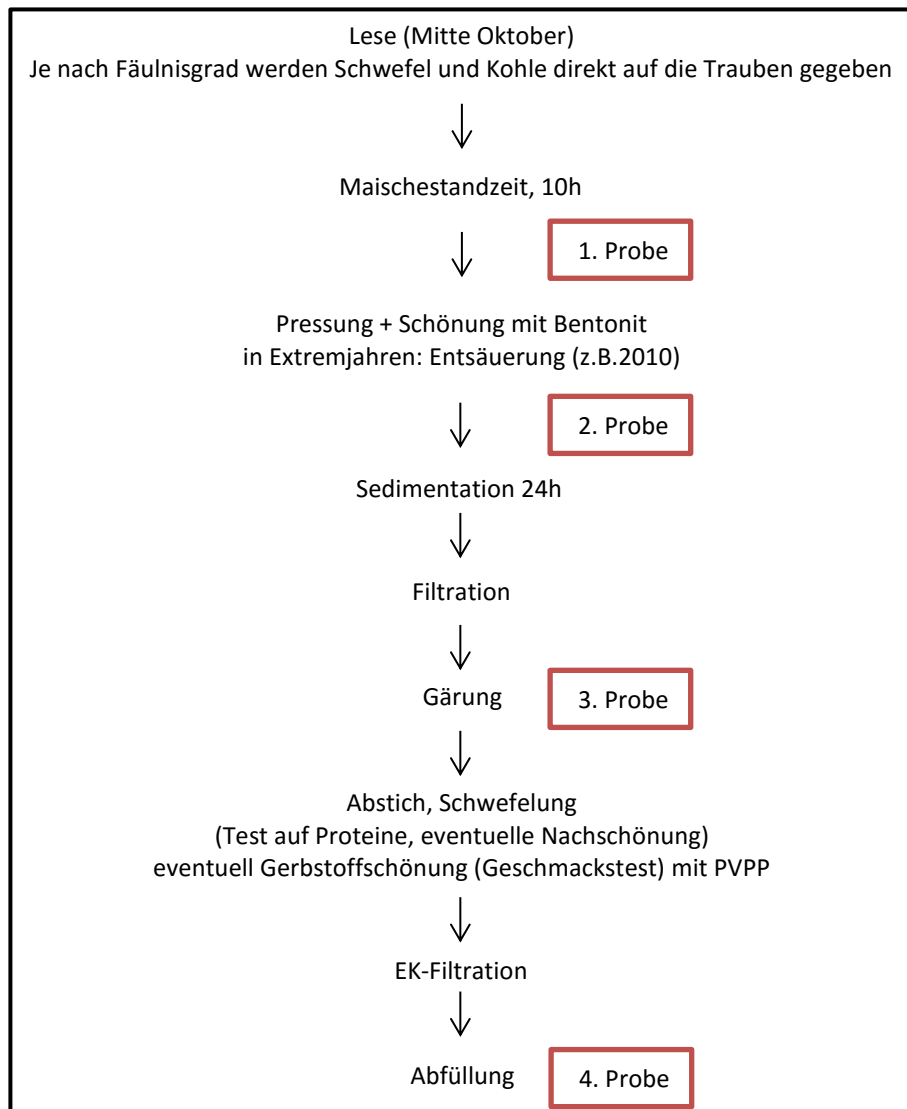 Lese (Mitte Oktober)
Je nach Fäulnisgrad werden Schwefel und Kohle direkt auf die Trauben gegeben
Maischestandzeit, 10h
1. Probe
Pressung + Schönung mit Bentonit
in Extremjahren: Entsäuerung (z.B.2010)
2. Probe
Sedimentation 24h
Filtration
Gärung
3. Probe
Abstich, Schwefelung
(Test auf Proteine, eventuelle Nachschönung)
eventuell Gerbstoffschönung (Geschmackstest) mit PVPP
EK-Filtration
Abfüllung
4. Probe